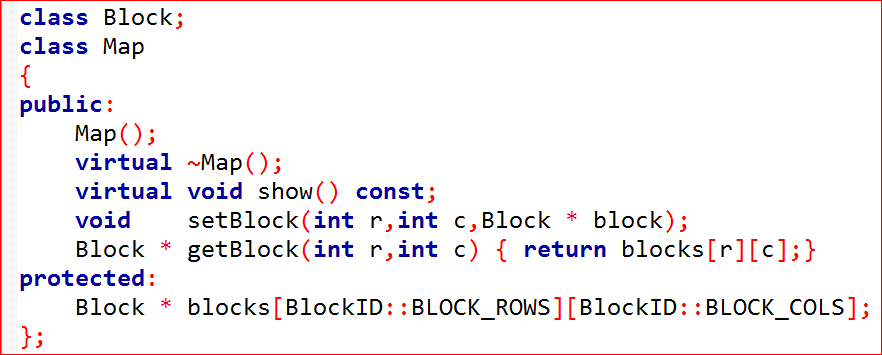 class Block;
class Map
{
public:
    Map();
    virtual ~Map();
    virtual void show() const;
    void    setBlock(int r,int c,Block * block);
    Block * getBlock(int r,int c) { return blocks[r][c];}
protected:
    Block * blocks[BlockID::BLOCK_ROWS][BlockID::BLOCK_COLS];
};